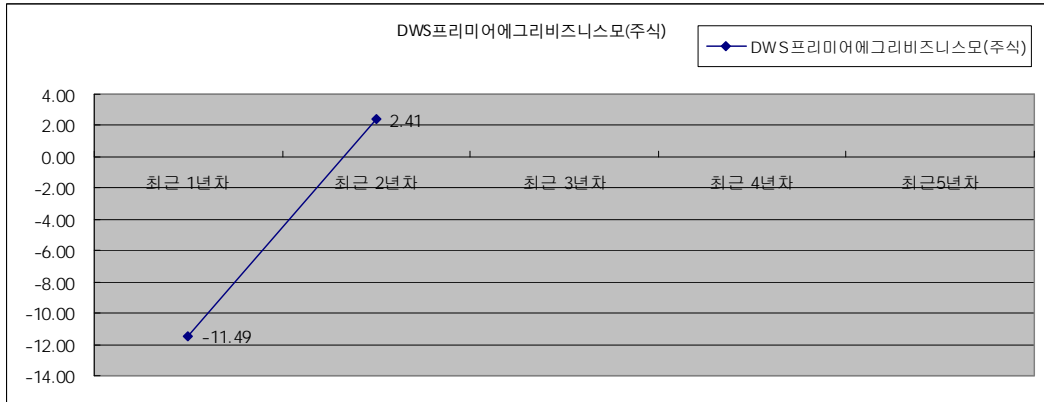 DWS프리미어에그리비즈니스모(주식)
DWS프리미어에그리비즈니스모(주식)
4.00
2.00
0.00
-2.00
-4.00
-6.00
-8.00
-10.00
-12.00
-14.00
2.41
-11.49
최근 1년차
최근 2년차
최근 3년차
최근 4년차
최근5년차